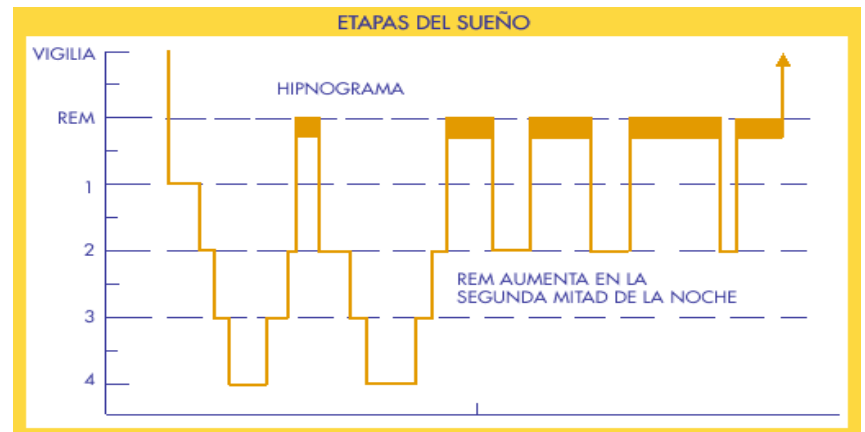 ETAPAS DEL SUEÑO
VIGILIA
HIPNOGRAMA
REM
1
2
REM AUMENTA EN LA
SEGUNDA MITAD DE LA NOCHE
3
4